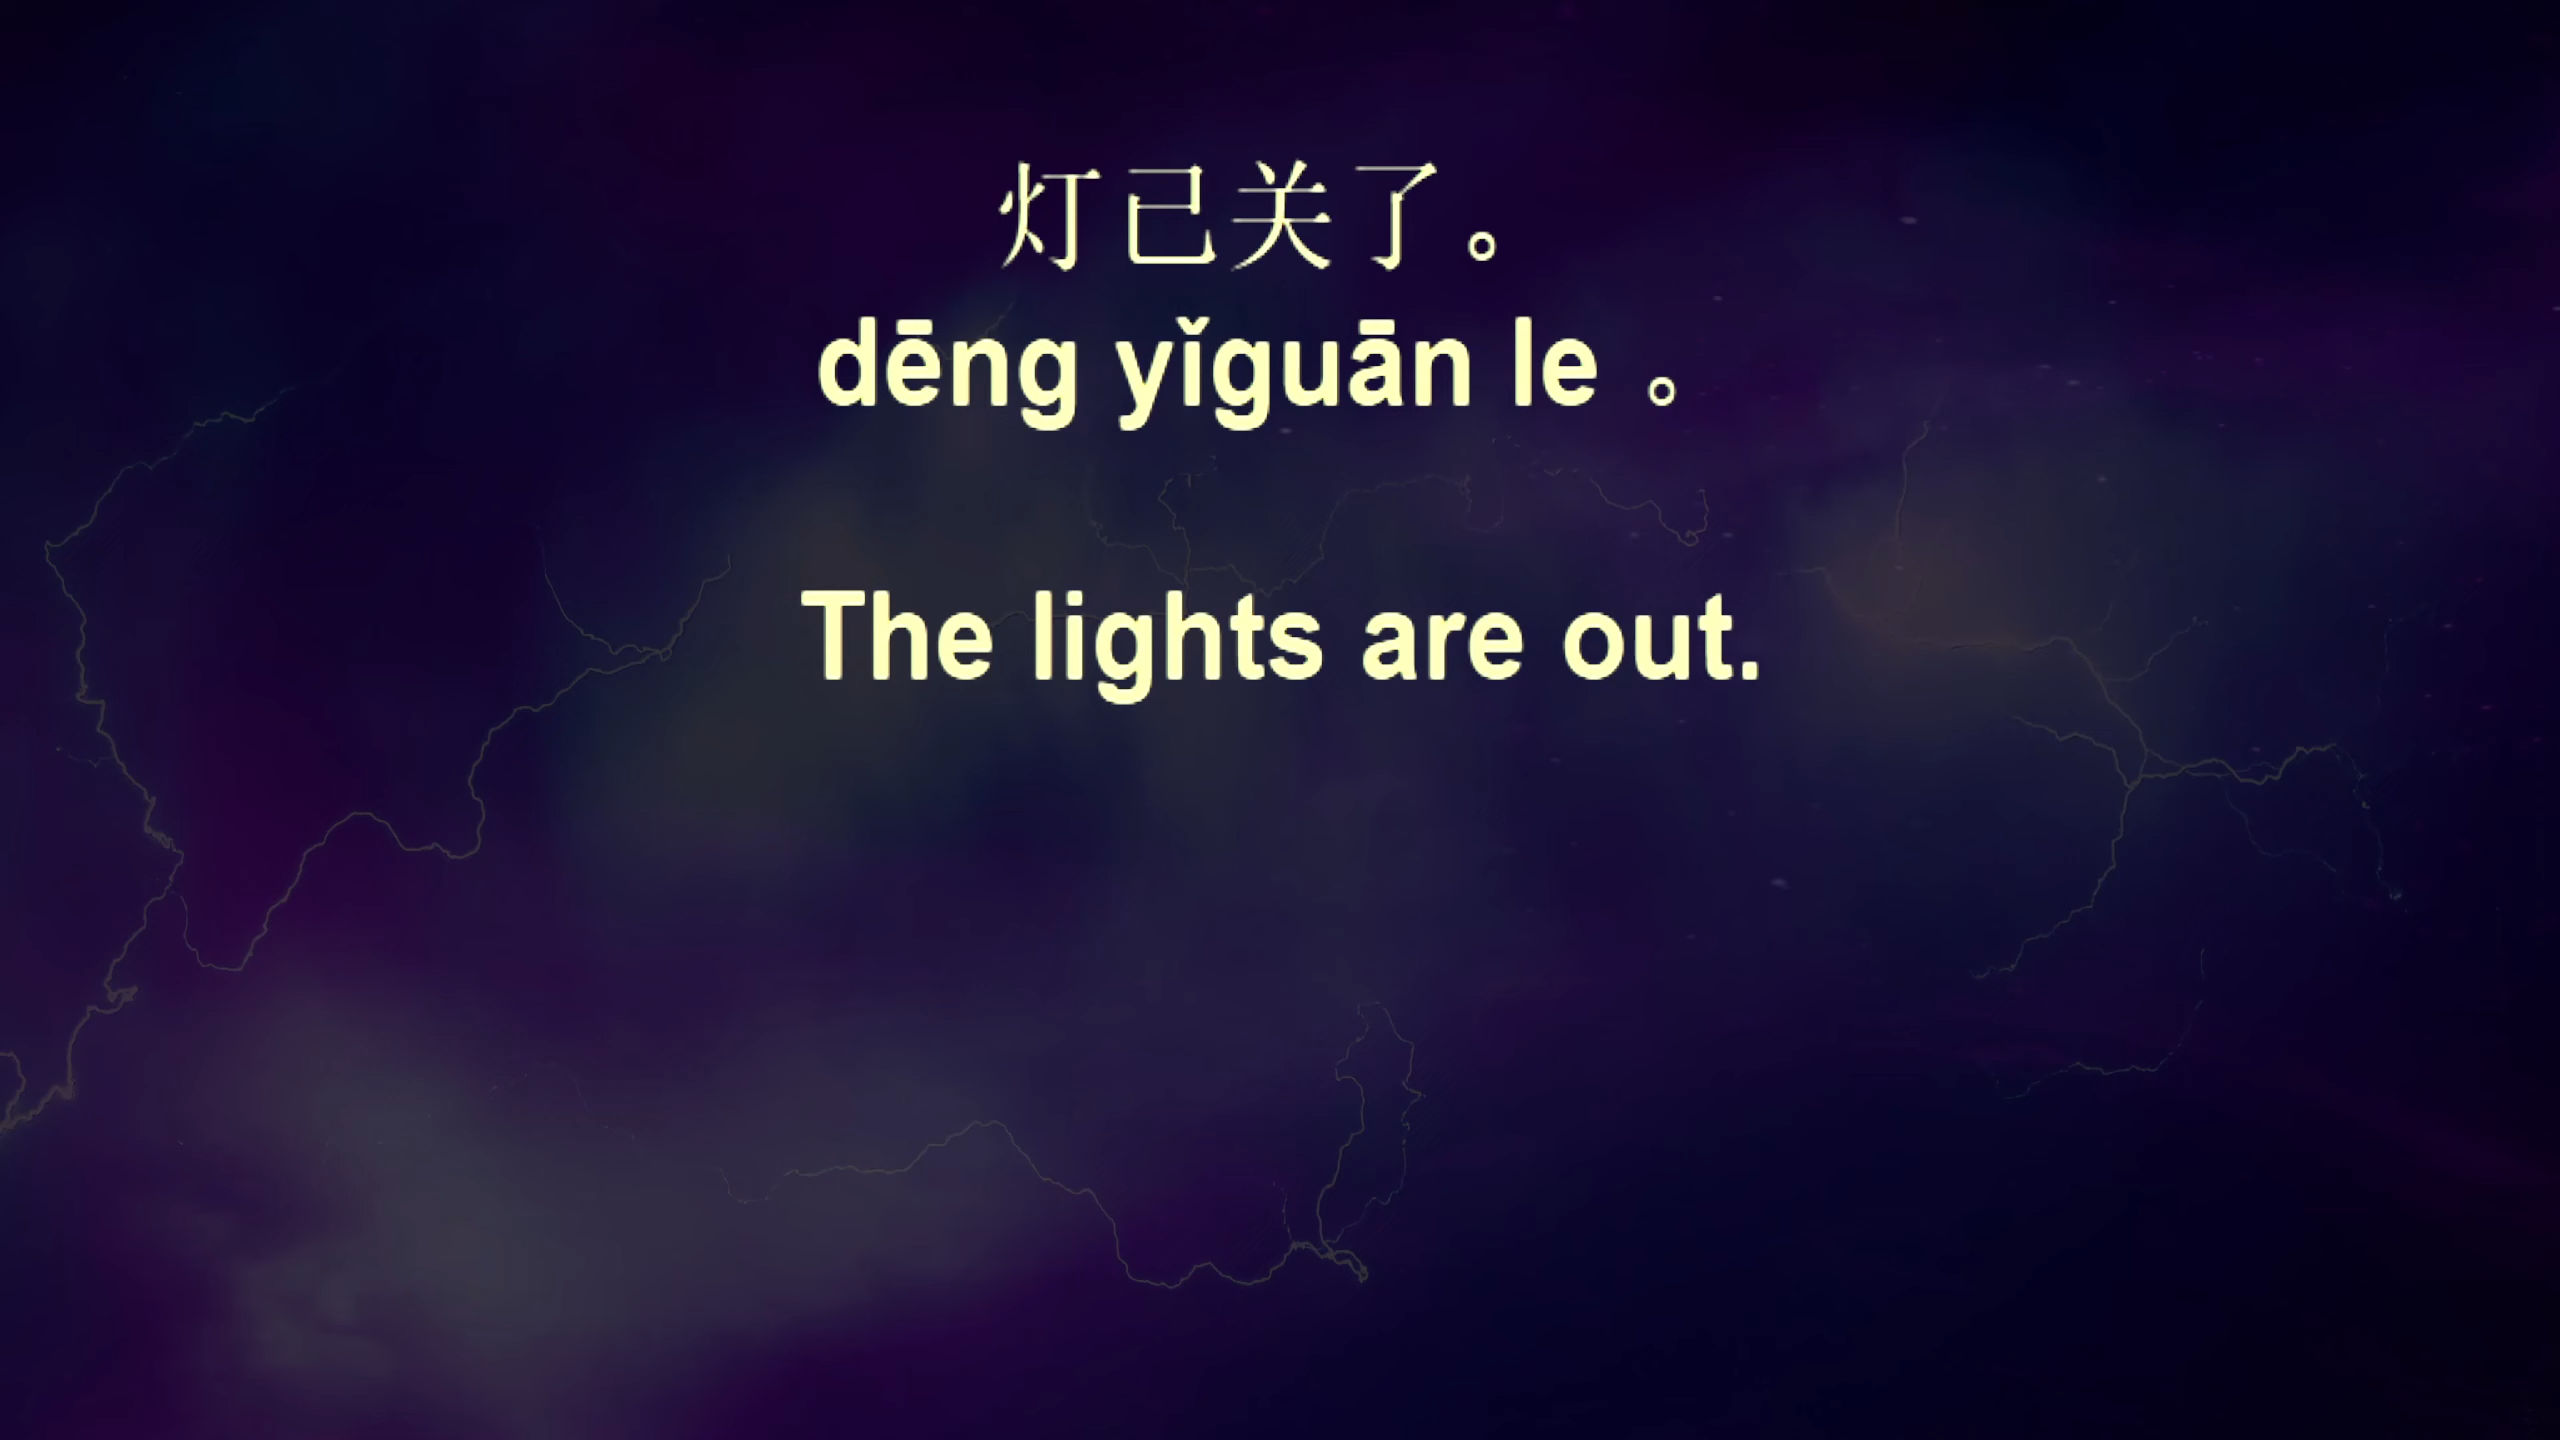 灯已关了。
dēng yǐguān le 。
The lights are out.